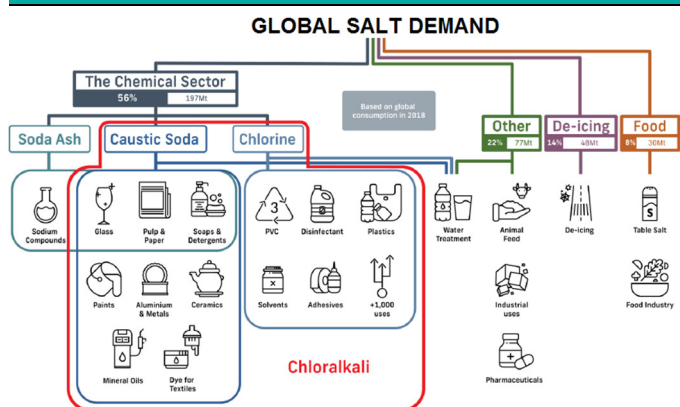 GLOBAL SALT DEMAND
The Chemical Sector
56% 197Mt
Based on global
consumption in 2018
Other
22% 77Mt
De-icing
14% 48Mt
Food
8% 30Mt
Soda Ash
Caustic Soda
Chlorine
Sodium
Compounds
Glass
Pulp &
Paper
Soaps &
Detergents
3
PVC
Disinfectant
Plastics
Water
Treatment
Animal
Feed
De-icing
S
Table Salt
Paints
Aluminium
& Metals
Ceramics
X
Solvents
Adhesives
+1,000
uses
Industrial
uses
Food Industry
Mineral Oils
Dye for
Textiles
Chloralkali
Pharmaceuticals